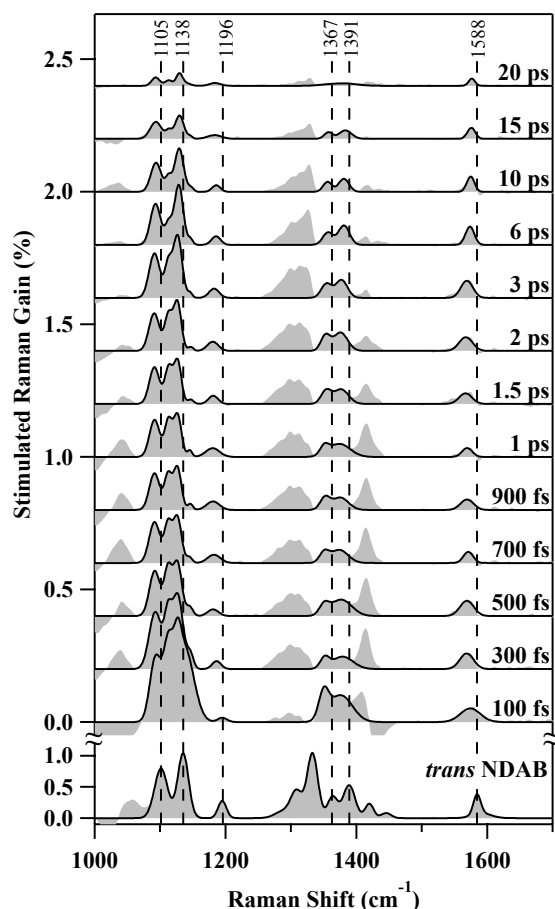 1105
1138
1196
1367
1391
1588
2.5
2.0
1.5
1.0
0.5
0.0
Stimulated Raman Gain (%)
20 ps
15 ps
10 ps
6 ps
3 ps
2 ps
1.5 ps
1 ps
900 fs
700 fs
500 fs
300 fs
100 fs
trans NDAB
1.0
0.5
0.0
1000
1200
1400
1600
Raman Shift (cm⁻¹)